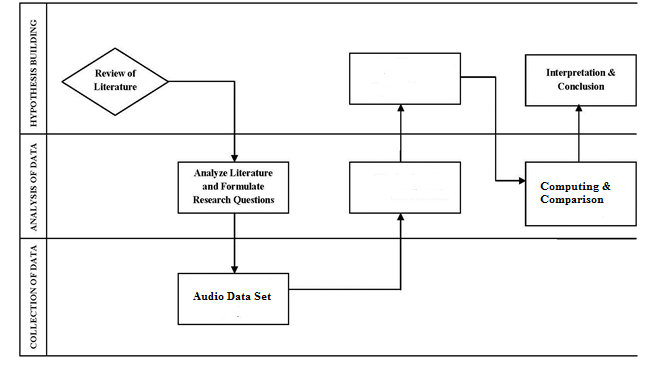 HYPOTHESIS BUILDING
Review of
Literature
Interpretation &
Conclusion
ANALYSIS OF DATA
Analyze Literature
and Formulate
Research Questions
Computing &
Comparison
COLLECTION OF DATA
Audio Data Set